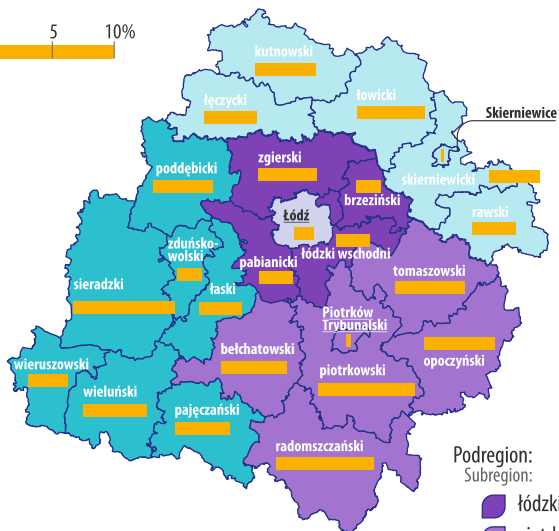 5 10%
kutnowski
łęczycki
łowicki
Skierniewice
zgierski
poddębicki
skierniewicki
brzeziński
rawski
Łódź
zduńsko-
wolski
pabianicki
łódzki wschodni
tomaszowski
sieradzki
łaski
Piotrków
Trybunalski
bełchatowski
opoczyński
wieruszowski
piotrkowski
wieluński
pajęczański
radomszczański
Podregion:
Subregion:
łódzki